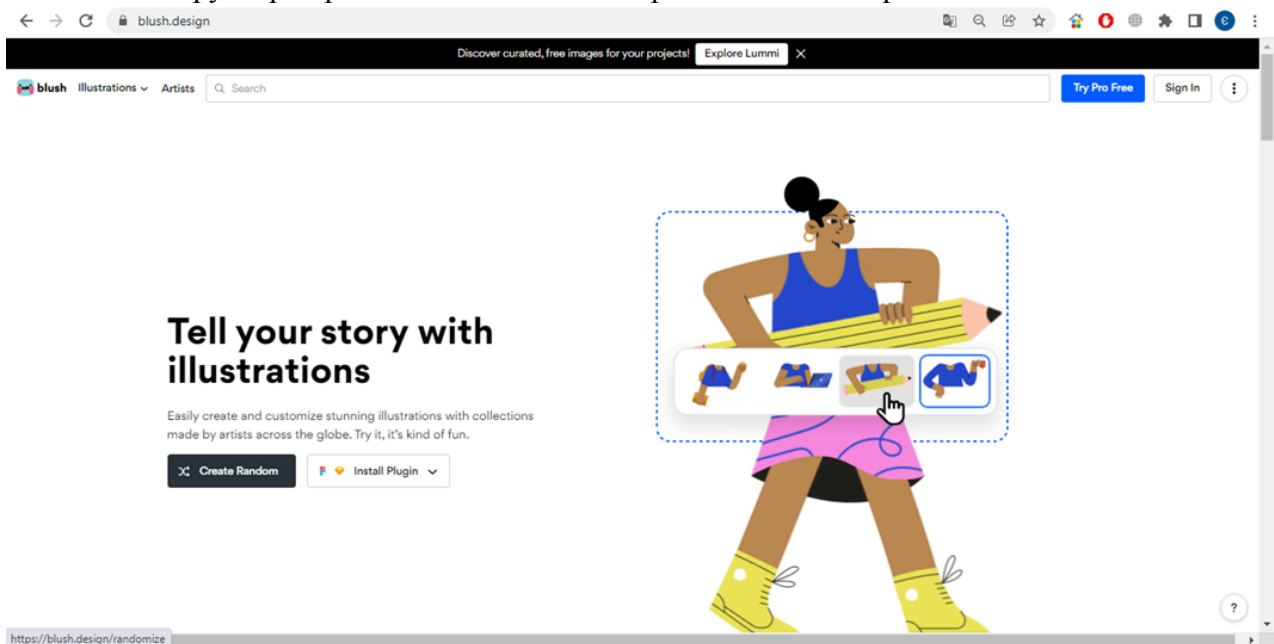 blush.design
Discover curated, free images for your projects! Explore Lummi
blush Illustrations Artists Search Try Pro Free Sign In
Tell your story with
illustrations
Easily create and customize stunning illustrations with collections
made by artists across the globe. Try it, it's kind of fun.
Create Random Install Plugin
?
https://blush.design/randomize